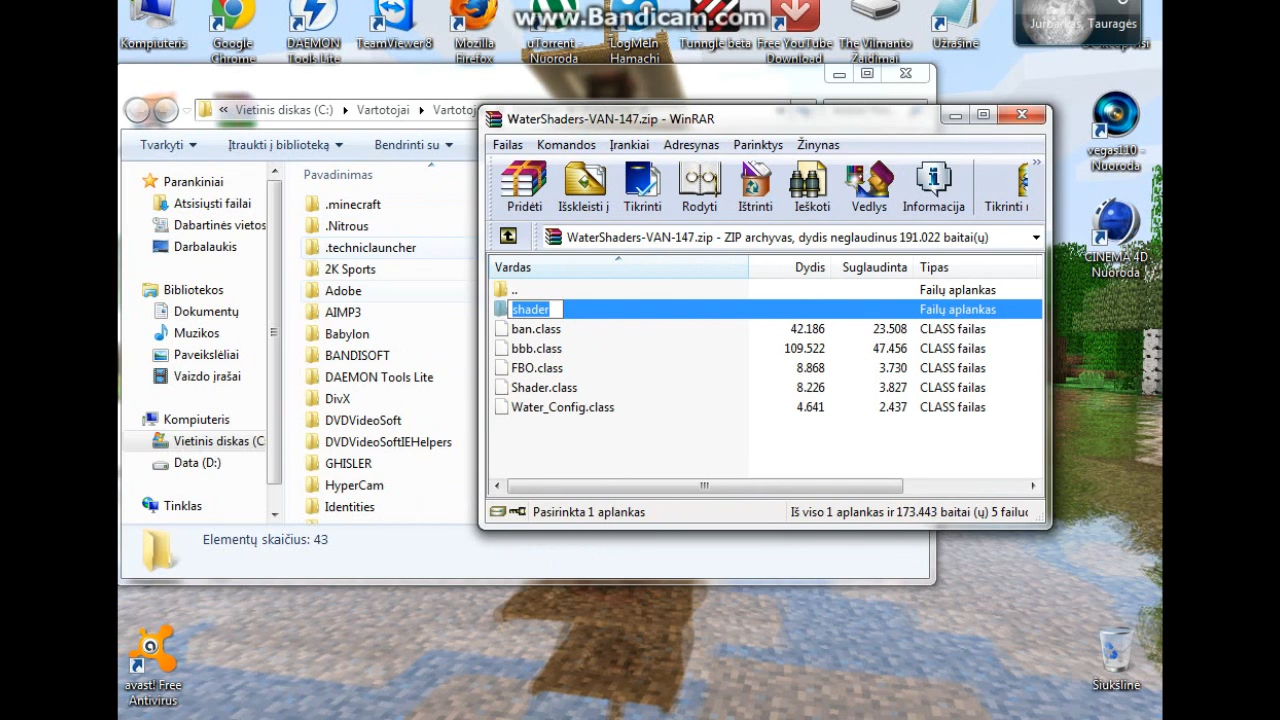 www.Bandicam.com
Kompiuteris
Google
Chrome
DAEMON
Tools Lite
TeamViewer 8
Mozilla
Firefox
uTorrent -
Nuoroda
LogMeIn
Hamachi
Tunngle beta
Free YouTube
Download
The Vilmanto
Žaidimai
Užrašinė
Jurbarkas, Tauragės
« Vietinis diskas (C:) ▸ Vartotojai ▸ Vartotoj
Tvarkyti
Įtraukti į biblioteką
Bendrinti su
Parankiniai
Atsisiųsti failai
Dabartinės vietos
Darbalaukis
Bibliotekos
Dokumentų
Muzikos
Paveikslėliai
Vaizdo įrašai
Kompiuteris
Vietinis diskas (C
Data (D:)
Tinklas
Pavadinimas
.minecraft
.Nitrous
.techniclauncher
2K Sports
Adobe
AIMP3
Babylon
BANDISOFT
DAEMON Tools Lite
DivX
DVDVideoSoft
DVDVideoSoftIEHelpers
GHISLER
HyperCam
Identities
Elementų skaičius: 43
WaterShaders-VAN-147.zip - WinRAR
Failas Komandos Įrankiai Adresynas Parinktys Žinynas
Pridėti Išskleisti į Tikrinti Rodyti Ištrinti Ieškoti Vedlys Informacija Tikrinti
WaterShaders-VAN-147.zip - ZIP archyvas, dydis neglaudinus 191.022 baitai(ų)
Vardas Dydis Suglaudinta Tipas
.. Failų aplankas
shader Failų aplankas
ban.class 42.186 23.508 CLASS failas
bbb.class 109.522 47.456 CLASS failas
FBO.class 8.868 3.730 CLASS failas
Shader.class 8.226 3.827 CLASS failas
Water_Config.class 4.641 2.437 CLASS failas
Pasirinkta 1 aplankas
Iš viso 1 aplankas ir 173.443 baitai (ų) 5 failuc
vegas110 -
Nuoroda
CINEMA 4D
Nuoroda
avast! Free
Antivirus
Šiukšlinė